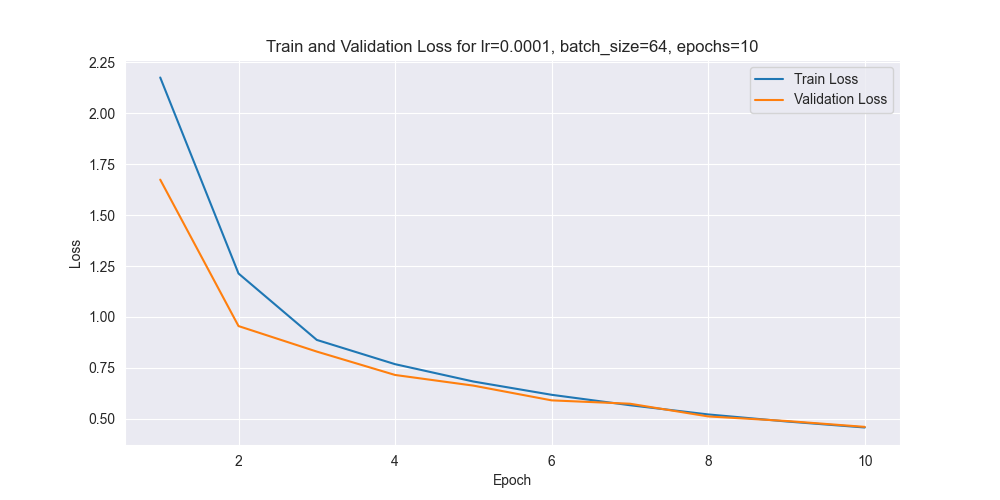 Train and Validation Loss for lr=0.0001, batch_size=64, epochs=10
Train Loss
Validation Loss
2.25
2.00
1.75
1.50
1.25
1.00
0.75
0.50
Loss
2 4 6 8 10
Epoch